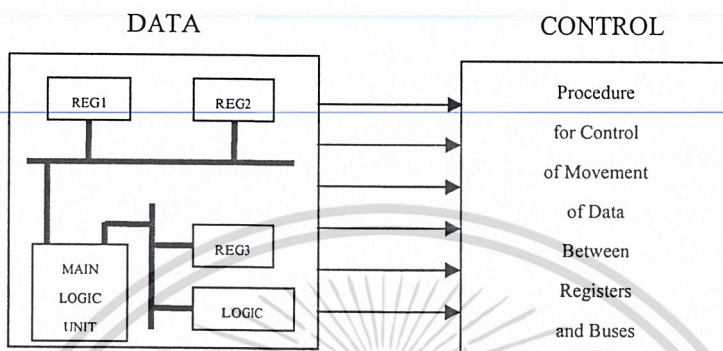 DATA
CONTROL
REG1
REG2
REG3
MAIN
LOGIC
UNIT
LOGIC
Procedure
for Control
of Movement
of Data
Between
Registers
and Buses